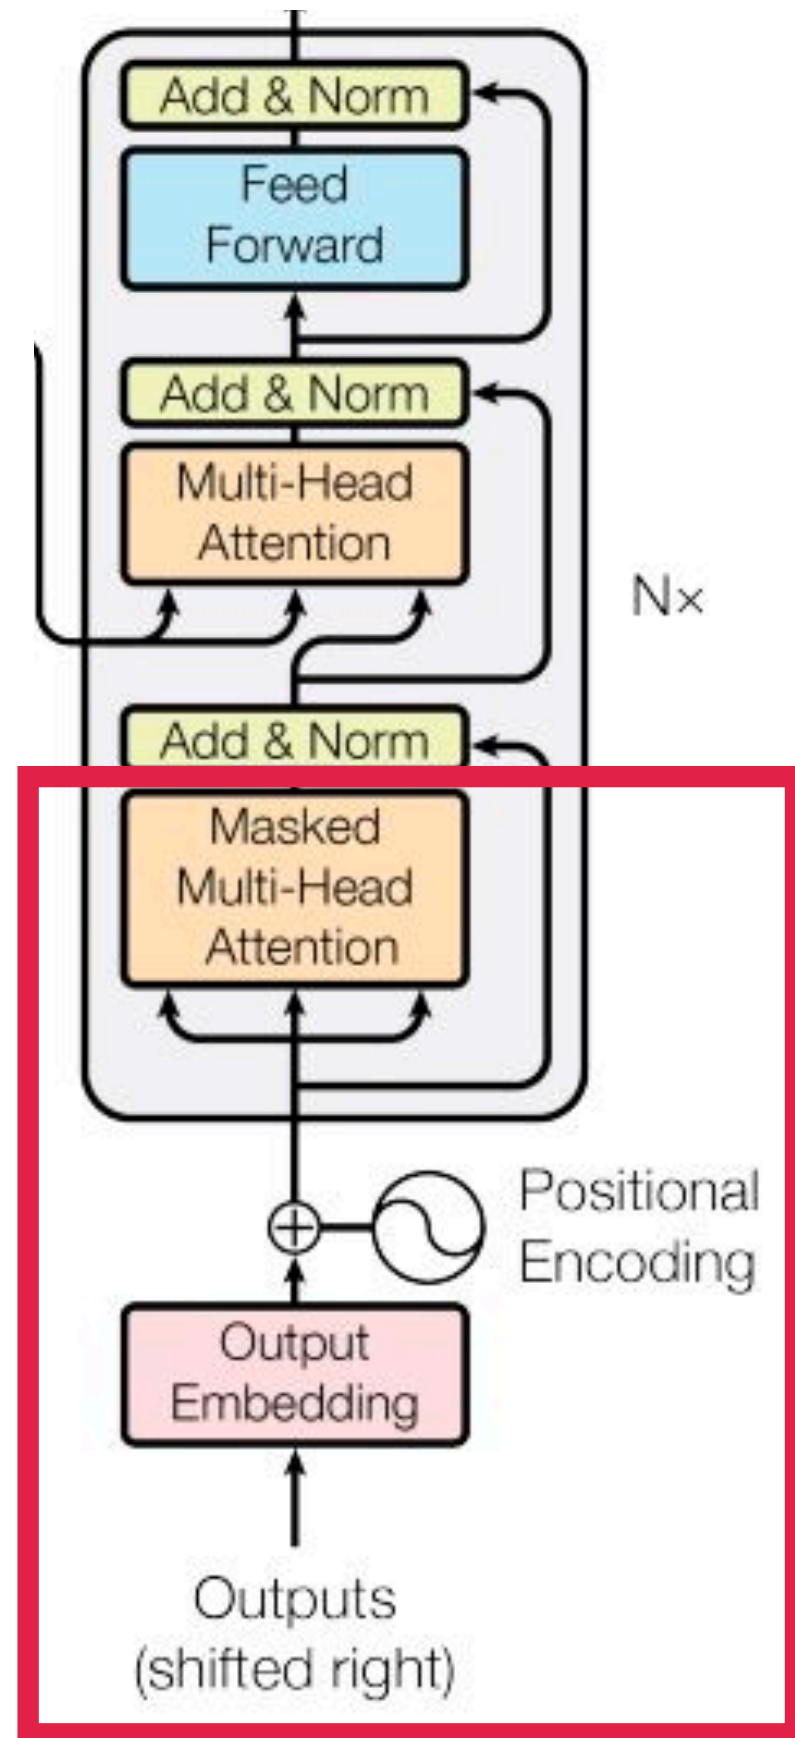 Add & Norm
Feed
Forward
Add & Norm
Multi-Head
Attention
N×
Add & Norm
Masked
Multi-Head
Attention
Positional
Encoding
Output
Embedding
Outputs
(shifted right)